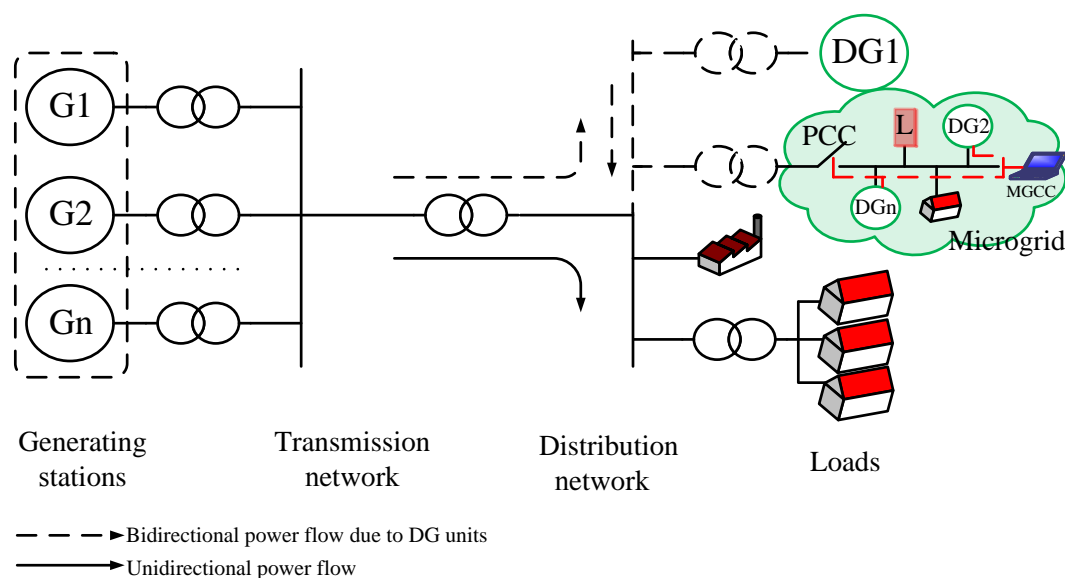 DG1
G1
PCC
L
DG2
G2
DGn
MGCC
Microgrid
Gn
Generating
stations
Transmission
network
Distribution
network
Loads
Bidirectional power flow due to DG units
Unidirectional power flow